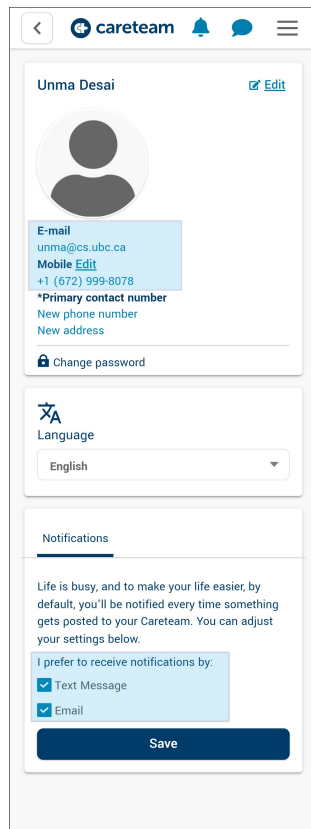 careteam
Unma Desai
Edit
E-mail
unma@cs.ubc.ca
Mobile Edit
+1 (672) 999-8078
*Primary contact number
New phone number
New address
Change password
Language
English
Notifications
Life is busy, and to make your life easier, by
default, you'll be notified every time something
gets posted to your Careteam. You can adjust
your settings below.
I prefer to receive notifications by:
Text Message
Email
Save